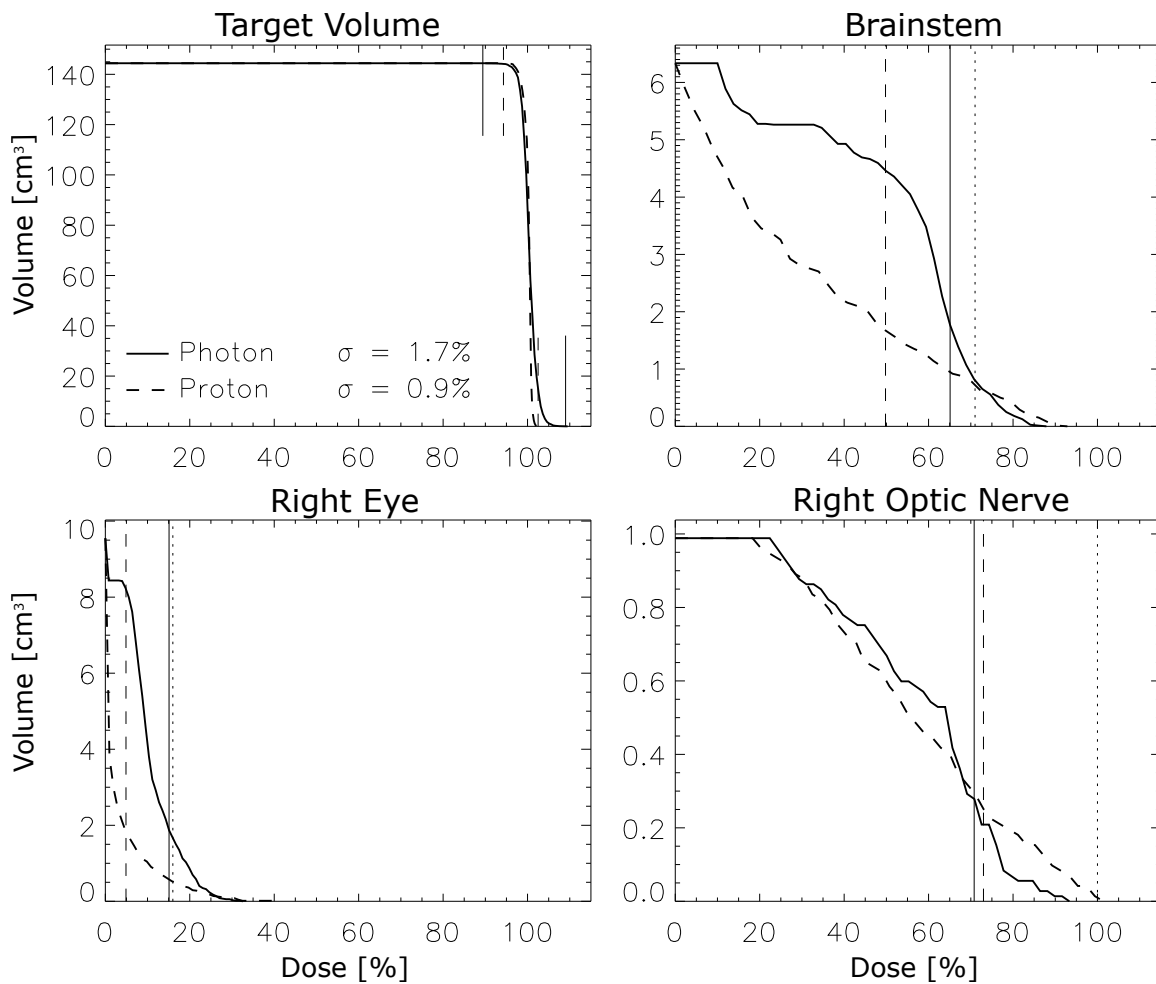 Target Volume
Brainstem
Volume [cm³]
140
120
100
80
60
40
20
0
Photon σ = 1.7%
Proton σ = 0.9%
0 20 40 60 80 100
6
5
4
3
2
1
0
0 20 40 60 80 100
Right Eye
Right Optic Nerve
Volume [cm³]
10
8
6
4
2
0
0 20 40 60 80 100
Dose [%]
1.0
0.8
0.6
0.4
0.2
0.0
0 20 40 60 80 100
Dose [%]